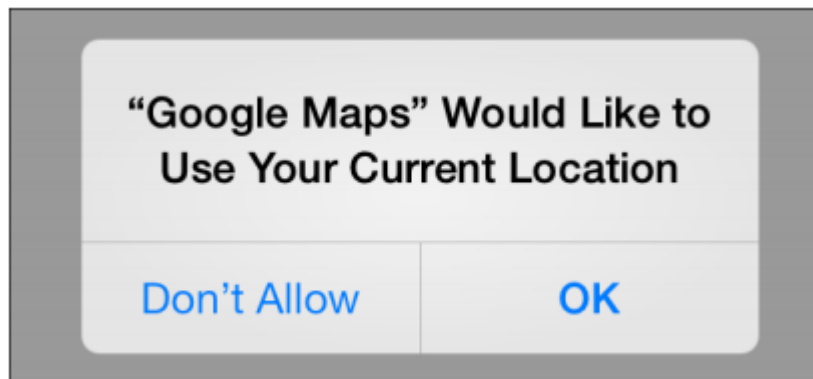 “Google Maps” Would Like to
Use Your Current Location
Don’t Allow
OK